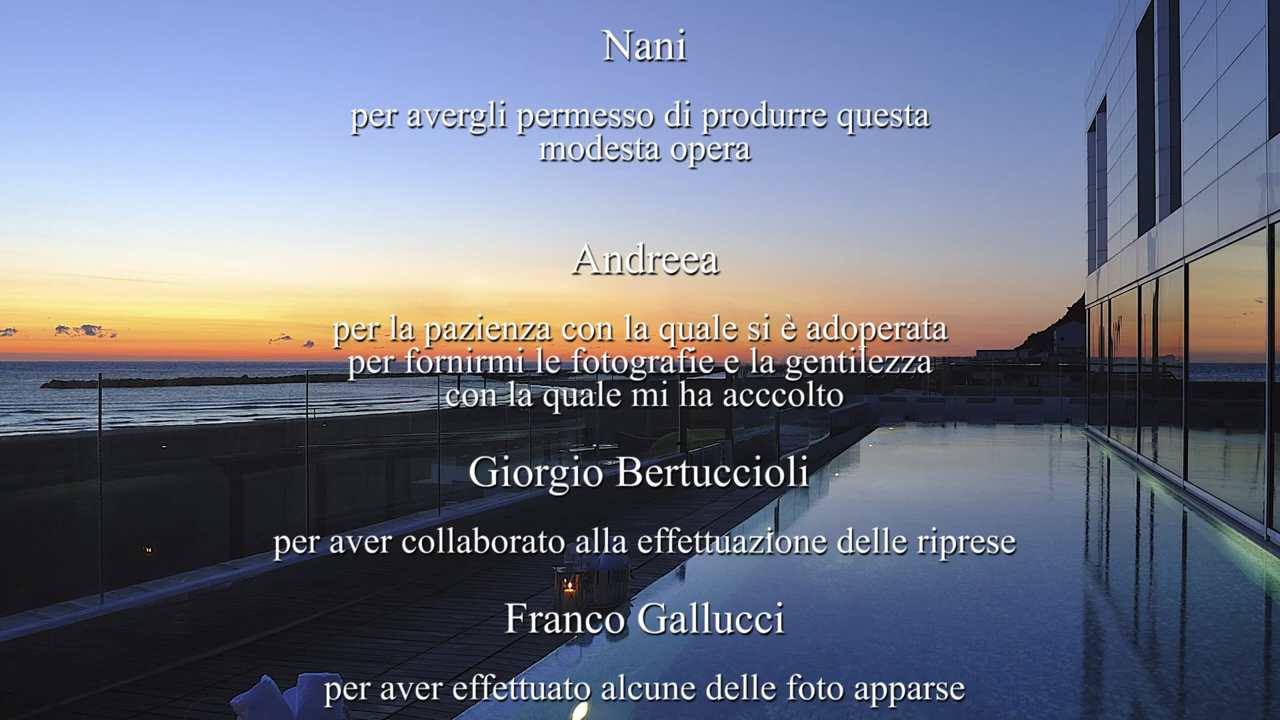 Nani
per avergli permesso di produrre questa
modesta opera
Andreea
per la pazienza con la quale si è adoperata
per fornirmi le fotografie e la gentilezza
con la quale mi ha acccolto
Giorgio Bertuccioli
per aver collaborato alla effettuazione delle riprese
Franco Gallucci
per aver effettuato alcune delle foto apparse